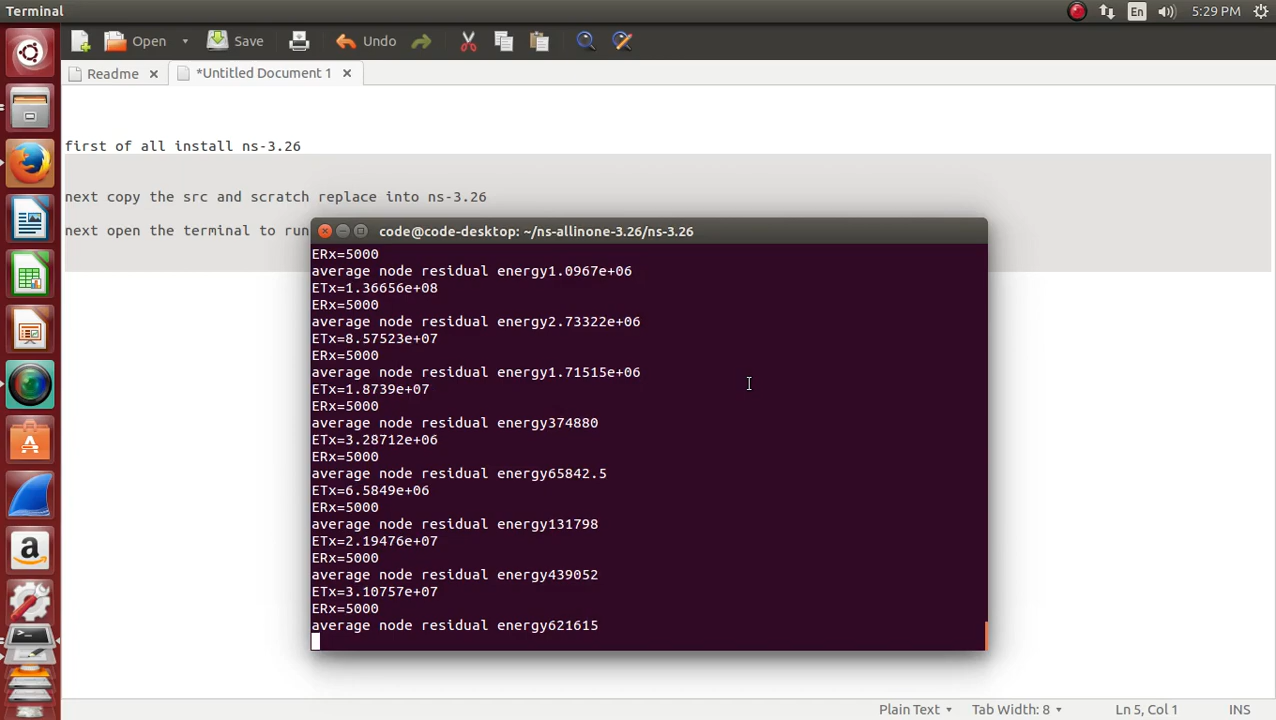 Terminal
En
5:29 PM
Open
Save
Undo
Readme
*Untitled Document 1
first of all install ns-3.26
next copy the src and scratch replace into ns-3.26
next open the terminal to run
code@code-desktop: ~/ns-allinone-3.26/ns-3.26
ERx=5000
average node residual energy1.0967e+06
ETx=1.36656e+08
ERx=5000
average node residual energy2.73322e+06
ETx=8.57523e+07
ERx=5000
average node residual energy1.71515e+06
ETx=1.8739e+07
ERx=5000
average node residual energy374880
ETx=3.28712e+06
ERx=5000
average node residual energy65842.5
ETx=6.5849e+06
ERx=5000
average node residual energy131798
ETx=2.19476e+07
ERx=5000
average node residual energy439052
ETx=3.10757e+07
ERx=5000
average node residual energy621615
Plain Text
Tab Width: 8
Ln 5, Col 1
INS